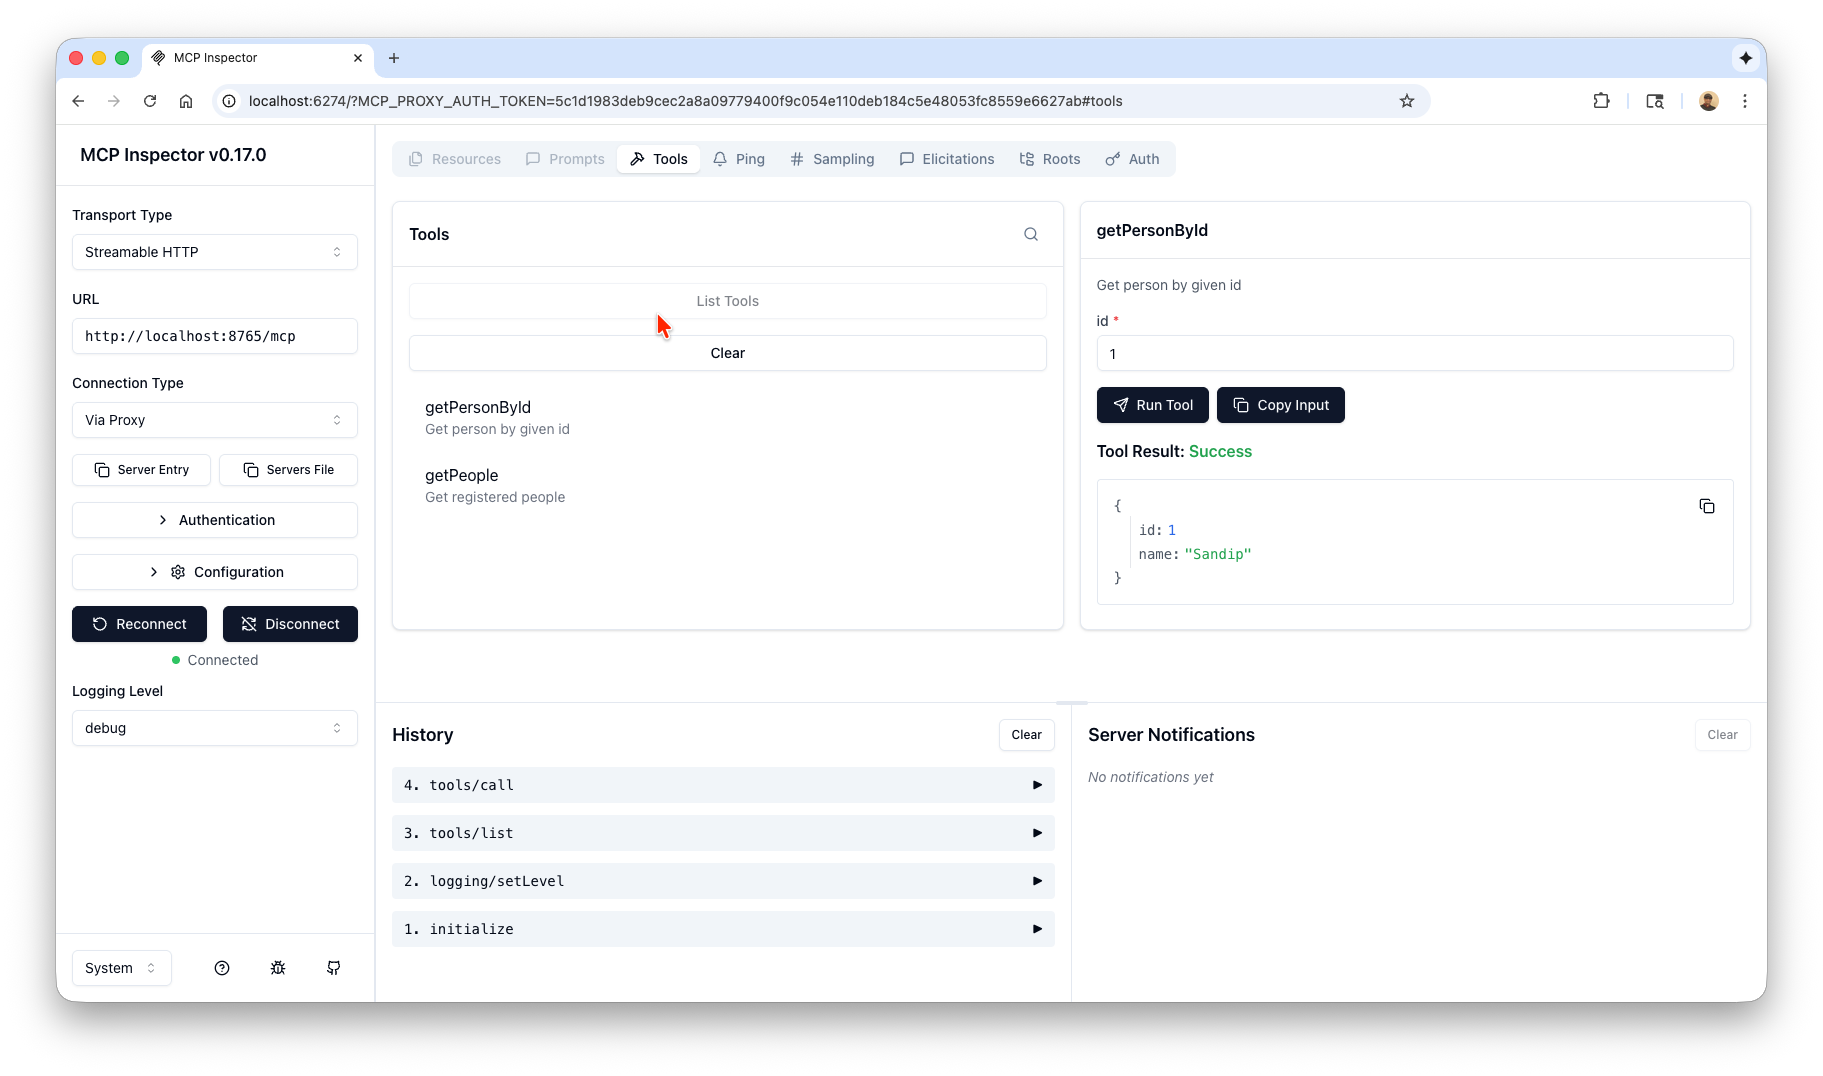 MCP Inspector
localhost:6274/?MCP_PROXY_AUTH_TOKEN=5c1d1983deb9cec2a8a09779400f9c054e110deb184c5e48053fc8559e6627ab#tools
MCP Inspector v0.17.0
Transport Type
Streamable HTTP
URL
http://localhost:8765/mcp
Connection Type
Via Proxy
Server Entry
Servers File
Authentication
Configuration
Reconnect
Disconnect
Connected
Logging Level
debug
System
Resources
Prompts
Tools
Ping
Sampling
Elicitations
Roots
Auth
Tools
List Tools
Clear
getPersonById
Get person by given id
getPeople
Get registered people
getPersonById
Get person by given id
id *
1
Run Tool
Copy Input
Tool Result: Success
{
id: 1
name: "Sandip"
}
History
Clear
4. tools/call
3. tools/list
2. logging/setLevel
1. initialize
Server Notifications
Clear
No notifications yet